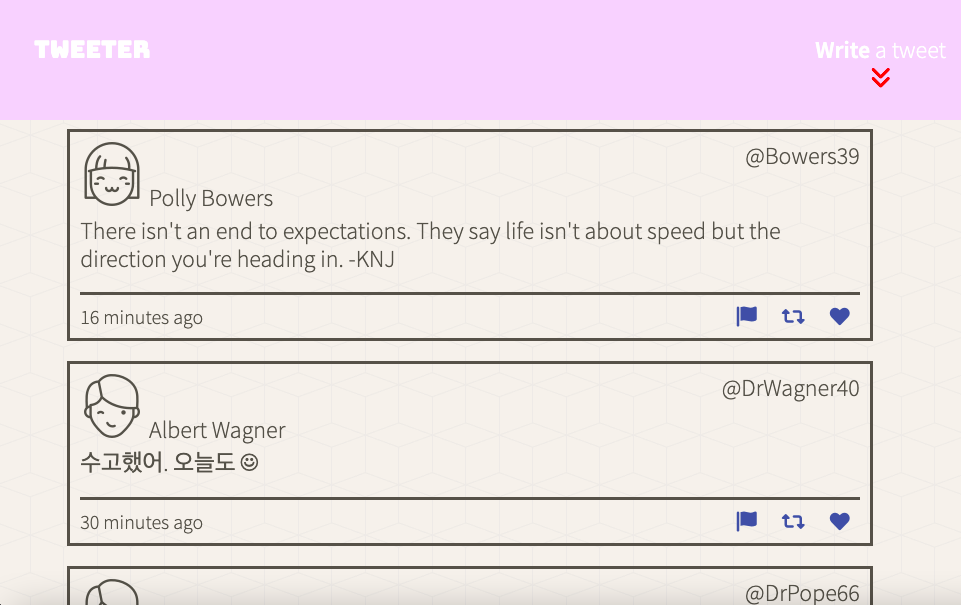 TWEETER
Write a tweet
@Bowers39
Polly Bowers
There isn't an end to expectations. They say life isn't about speed but the
direction you're heading in. -KNJ
16 minutes ago
@DrWagner40
Albert Wagner
수고했어. 오늘도 ☺
30 minutes ago
@DrPope66